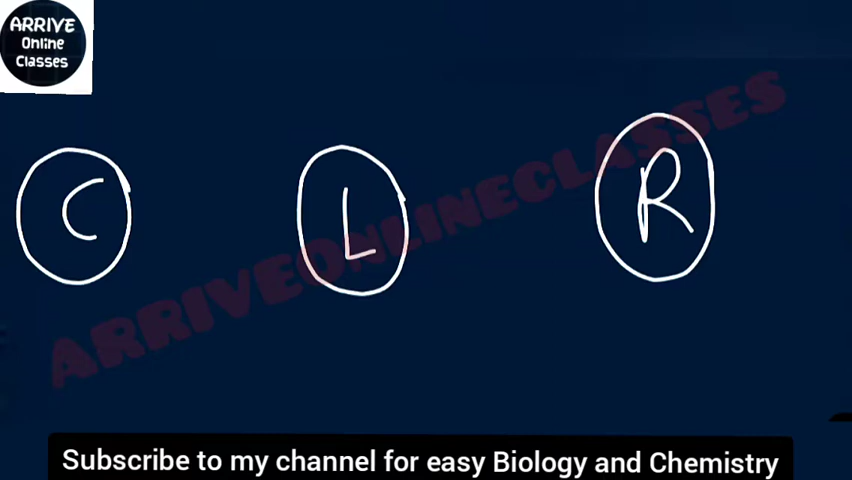 ARRIVE
Online
Classes
C L R
ARRIVEONLINECLASSES
Subscribe to my channel for easy Biology and Chemistry